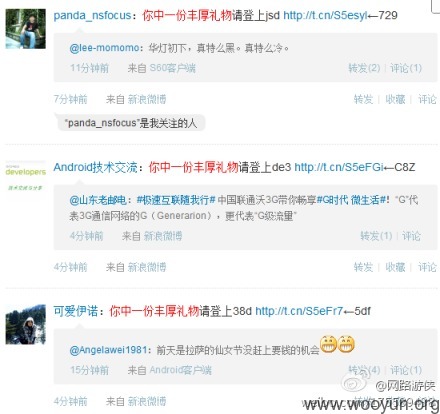 panda_nsfocus：你中一份丰厚礼物请登上jsd http://t.cn/S5esyl←729
@lee-momomo：华灯初下，真特么黑。真特么冷。
11分钟前 来自 S60客户端 转发(2) | 评论(1)
7分钟前 来自 新浪微博 转发 | 收藏 | 评论
“panda_nsfocus”是我关注的人
developers
Android技术交流：你中一份丰厚礼物请登上de3 http://t.cn/S5eFGi←C8Z
@山东老邮电：#极速互联随我行# 中国联通沃3G带你畅享#G时代 微生活#！“G”代
表3G通信网络的G（Generarion），更代表“G级流量”
4分钟前 来自 新浪微博 转发(1) | 评论
4分钟前 来自 新浪微博 转发 | 收藏 | 评论
可爱伊诺：你中一份丰厚礼物请登上38d http://t.cn/S5eFr7←5df
@Angelawei1981：前天是拉萨的仙女节没赶上要钱的机会
15分钟前 来自 Android客户端 转发(4) | 评论(1)
@网路游侠
4分钟前 来自 新浪微博
www.wooyun.org